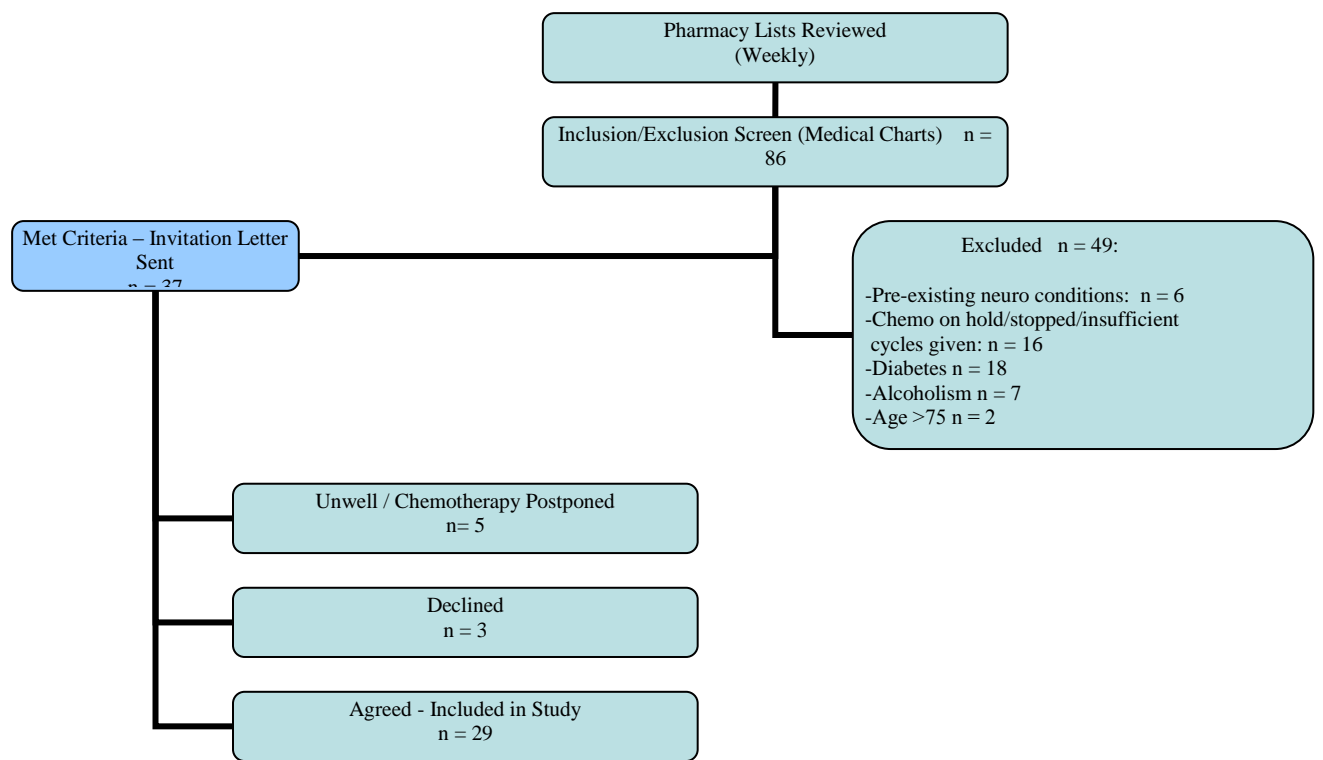 Pharmacy Lists Reviewed
(Weekly)
Inclusion/Exclusion Screen (Medical Charts) n =
86
Met Criteria – Invitation Letter
Sent
n = 37
Excluded n = 49:
-Pre-existing neuro conditions: n = 6
-Chemo on hold/stopped/insufficient
cycles given: n = 16
-Diabetes n = 18
-Alcoholism n = 7
-Age >75 n = 2
Unwell / Chemotherapy Postponed
n= 5
Declined
n = 3
Agreed - Included in Study
n = 29